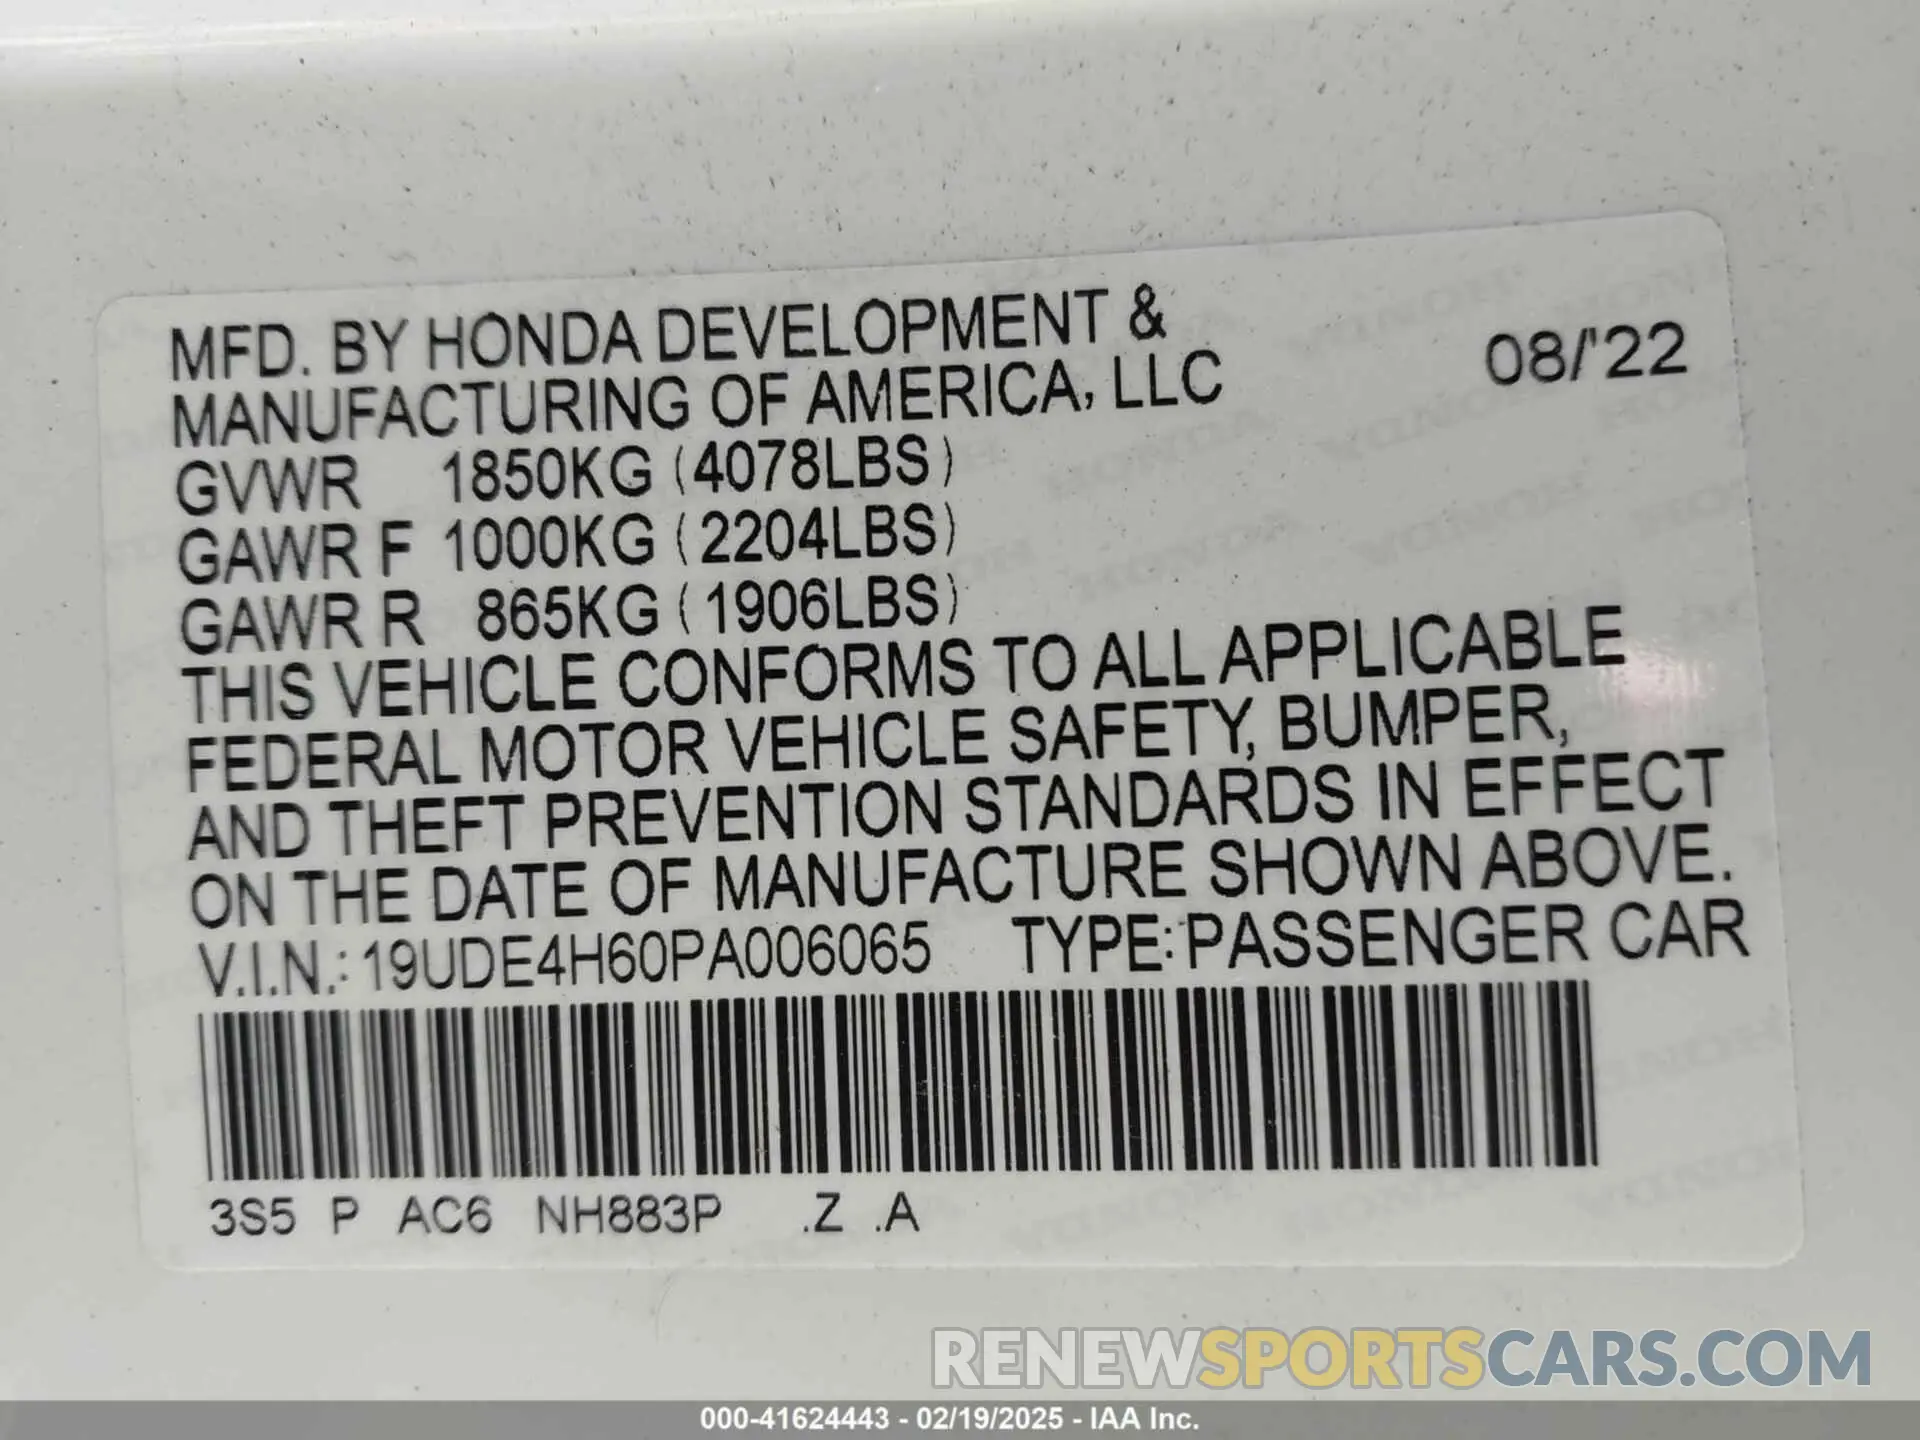 MFD. BY HONDA DEVELOPMENT &
MANUFACTURING OF AMERICA, LLC
08/'22
GVWR 1850KG (4078LBS)
GAWR F 1000KG (2204LBS)
GAWR R 865KG (1906LBS)
THIS VEHICLE CONFORMS TO ALL APPLICABLE
FEDERAL MOTOR VEHICLE SAFETY, BUMPER,
AND THEFT PREVENTION STANDARDS IN EFFECT
ON THE DATE OF MANUFACTURE SHOWN ABOVE.
V.I.N.: 19UDE4H60PA006065 TYPE: PASSENGER CAR
3S5 P AC6 NH883P .Z .A
RENEWSPORTSCARS.COM
000-41624443 - 02/19/2025 - IAA Inc.